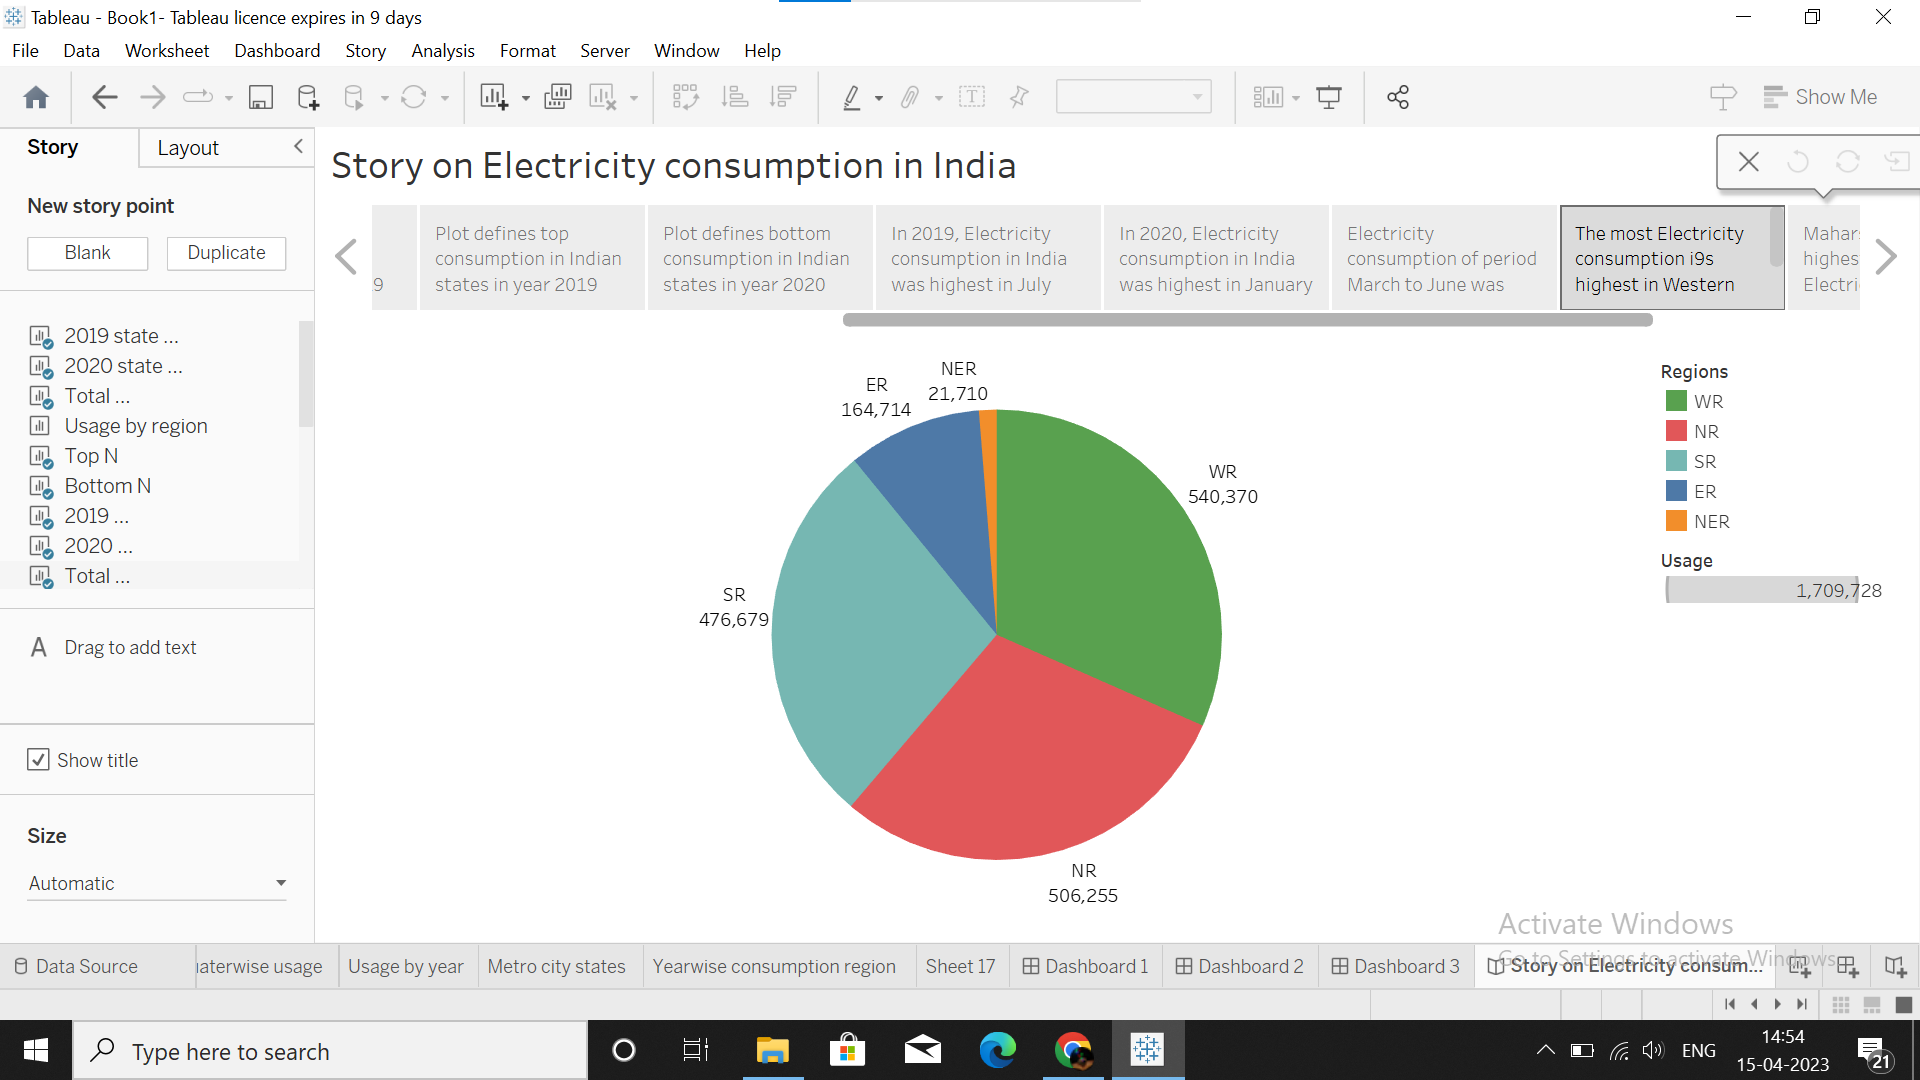 Tableau - Book1- Tableau licence expires in 9 days
File Data Worksheet Dashboard Story Analysis Format Server Window Help
Show Me
Story
Layout
New story point
Blank
Duplicate
2019 state ...
2020 state ...
Total ...
Usage by region
Top N
Bottom N
2019 ...
2020 ...
Total ...
A Drag to add text
Show title
Size
Automatic
Story on Electricity consumption in India
9
Plot defines top
consumption in Indian
states in year 2019
Plot defines bottom
consumption in Indian
states in year 2020
In 2019, Electricity
consumption in India
was highest in July
In 2020, Electricity
consumption in India
was highest in January
Electricity
consumption of period
March to June was
The most Electricity
consumption i9s
highest in Western
Mahar
highes
Electri
NER
21,710
ER
164,714
WR
540,370
SR
476,679
NR
506,255
Regions
WR
NR
SR
ER
NER
Usage
1,709,728
Activate Windows
Go to Settings to activate Windows.
Data Source
aterwise usage
Usage by year
Metro city states
Yearwise consumption region
Sheet 17
Dashboard 1
Dashboard 2
Dashboard 3
Story on Electricity consum...
Type here to search
ENG
14:54
15-04-2023
21